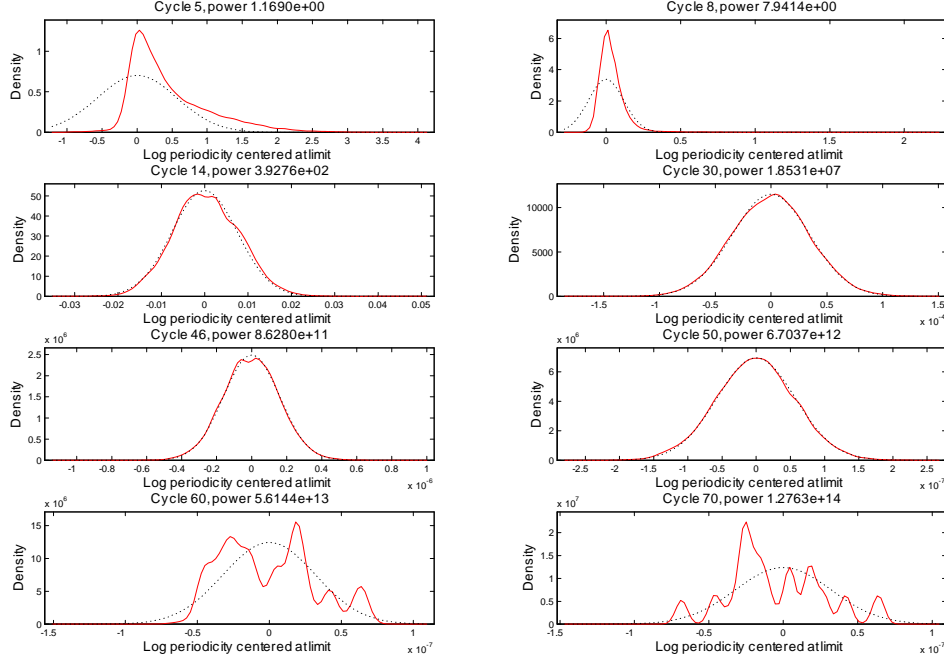 Cycle 5, power 1.1690e+00
Density
1
0.5
0
-1 -0.5 0 0.5 1 1.5 2 2.5 3 3.5 4
Log periodicity centered at limit
Cycle 8, power 7.9414e+00
Density
6
4
2
0
0 0.5 1 1.5 2
Log periodicity centered at limit
Cycle 14, power 3.9276e+02
Density
50
40
30
20
10
0
-0.03 -0.02 -0.01 0 0.01 0.02 0.03 0.04 0.05
Log periodicity centered at limit
Cycle 30, power 1.8531e+07
Density
10000
5000
0
-1.5 -1 -0.5 0 0.5 1 1.5
x 10^-4
Log periodicity centered at limit
Cycle 46, power 8.6280e+11
x 10^6
Density
2.5
2
1.5
1
0.5
0
-1 -0.8 -0.6 -0.4 -0.2 0 0.2 0.4 0.6 0.8 1
x 10^-6
Log periodicity centered at limit
Cycle 50, power 6.7037e+12
x 10^6
Density
6
4
2
0
-2.5 -2 -1.5 -1 -0.5 0 0.5 1 1.5 2 2.5
x 10^-7
Log periodicity centered at limit
Cycle 60, power 5.6144e+13
x 10^6
Density
15
10
5
0
-1.5 -1 -0.5 0 0.5 1
x 10^-7
Log periodicity centered at limit
Cycle 70, power 1.2763e+14
x 10^7
Density
2
1.5
1
0.5
0
-1.5 -1 -0.5 0 0.5 1
x 10^-7
Log periodicity centered at limit